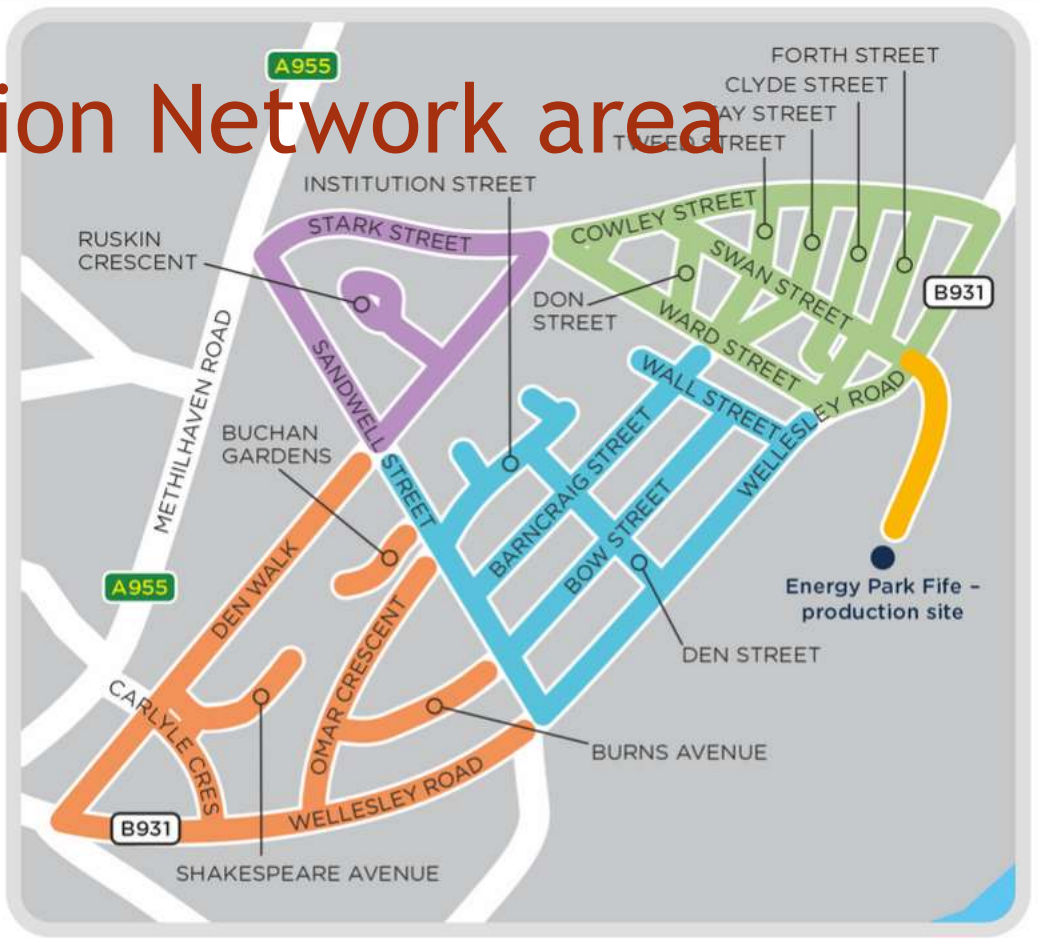 A955
FORTH STREET
CLYDE STREET
AY STREET
TWEED STREET
ion Network area
INSTITUTION STREET
STARK STREET
COWLEY STREET
RUSKIN
CRESCENT
SWAN STREET
B931
DON
STREET
WARD STREET
METHILHAVEN ROAD
SANDWELL
STREET
WALL STREET
WELLESLEY ROAD
BUCHAN
GARDENS
BARNCRAIG STREET
BOW STREET
A955
DEN WALK
Energy Park Fife –
production site
OMAR CRESCENT
DEN STREET
CARLYLE CRES
BURNS AVENUE
WELLESLEY ROAD
B931
SHAKESPEARE AVENUE